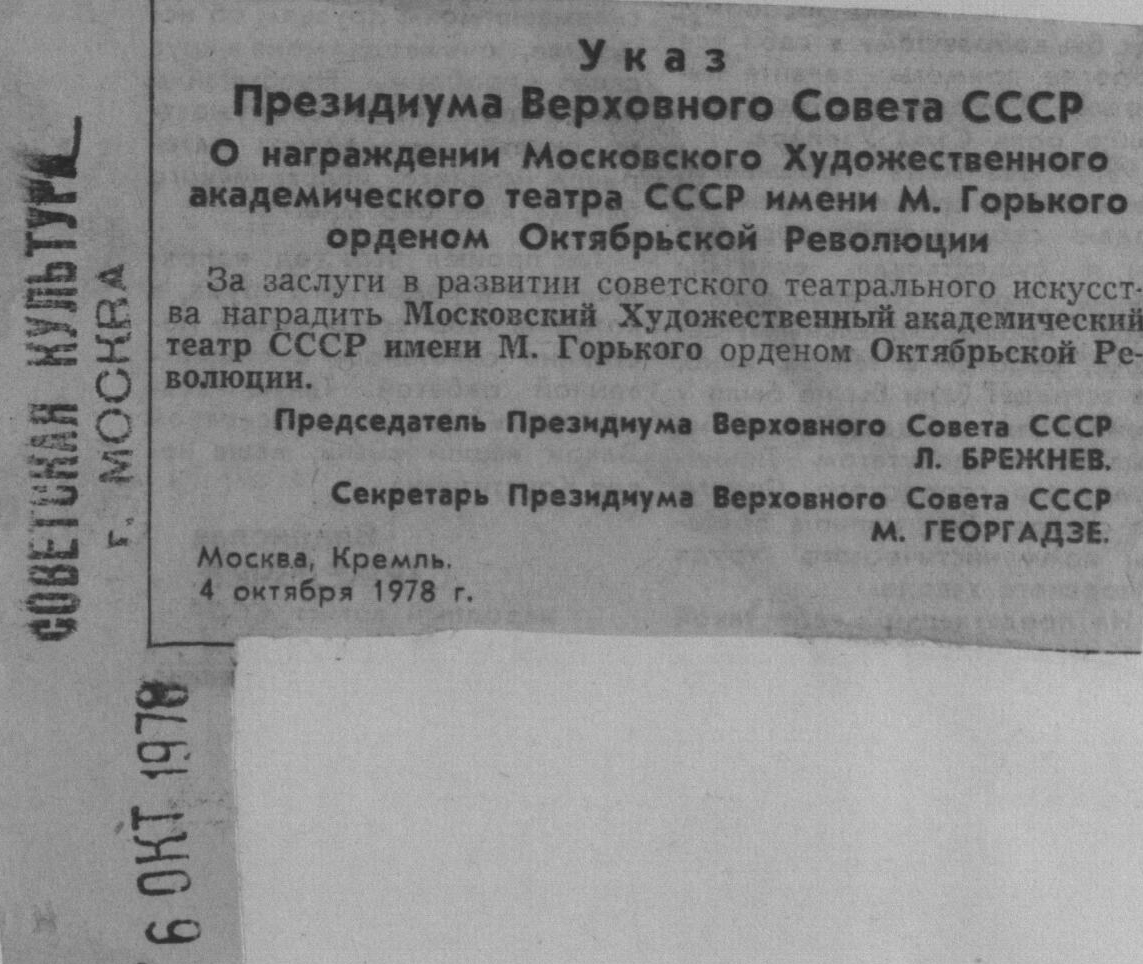 Указ
Президиума Верховного Совета СССР
О награждении Московского Художественного
академического театра СССР имени М. Горького
орденом Октябрьской Революции
За заслуги в развитии советского театрального искусст-
ва наградить Московский Художественный академический
театр СССР имени М. Горького орденом Октябрьской Ре-
волюции.
Председатель Президиума Верховного Совета СССР
Л. БРЕЖНЕВ.
Секретарь Президиума Верховного Совета СССР
М. ГЕОРГАДЗЕ.
Москва, Кремль.
4 октября 1978 г.
СОВЕТСКАЯ КУЛЬТУРА
г. МОСКВА
6 ОКТ 1978